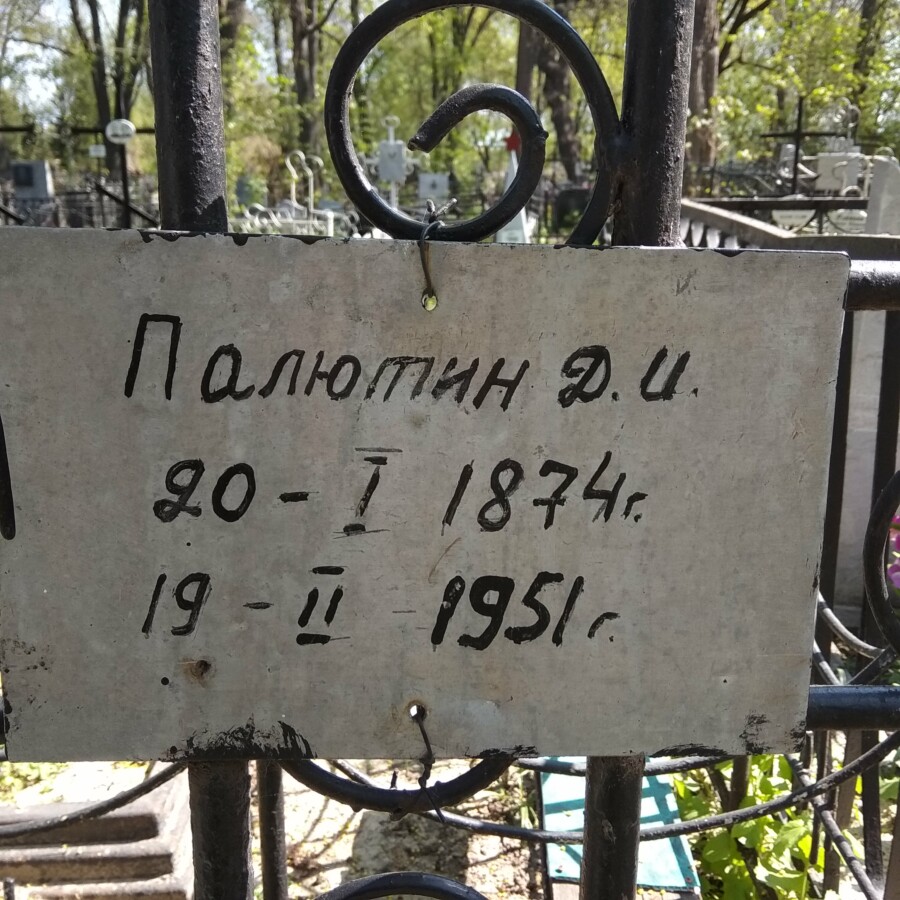 Палютин Д.И.
20 - I 1874г.
19 - II 1951г.